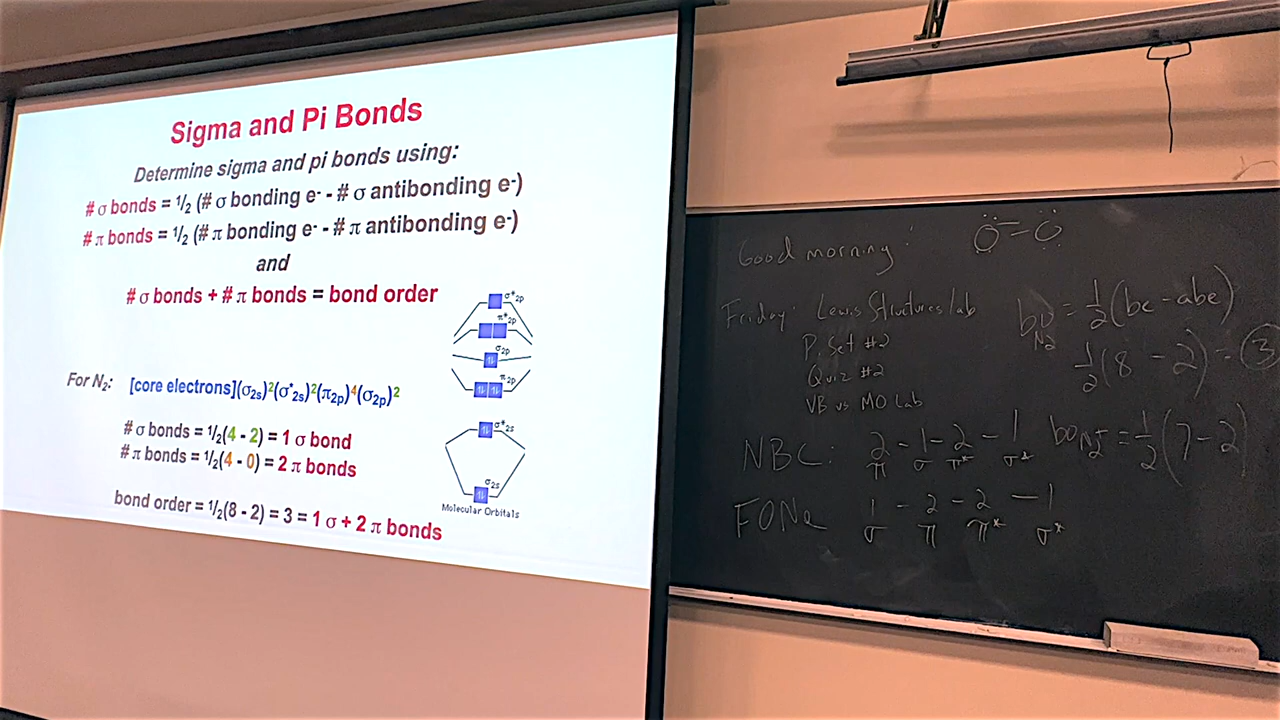 Sigma and Pi Bonds
Determine sigma and pi bonds using:
# σ bonds = 1/2 (# σ bonding e- - # σ antibonding e-)
# π bonds = 1/2 (# π bonding e- - # π antibonding e-)
and
# σ bonds + # π bonds = bond order
For N₂: [core electrons](σ₂s)²(σ*₂s)²(π₂p)⁴(σ₂p)²
# σ bonds = 1/2(4 - 2) = 1 σ bond
# π bonds = 1/2(4 - 0) = 2 π bonds
bond order = 1/2(8 - 2) = 3 = 1 σ + 2 π bonds
σ*₂p
π*₂p
σ₂p
π₂p
σ*₂s
σ₂s
Molecular Orbitals
Good morning!
Ö=Ö
Friday: Lewis Structures/lab
P. Set #2
Quiz #2
VB vs MO Lab
bo N2 = 1/2(be - abe)
1/2(8 - 2) = 3
NBC: 2 - 1 - 2 - 1
π σ π* σ*
bo = 1/2(7 - 2)
FONe 1 - 2 - 2 - 1
σ π π* σ*